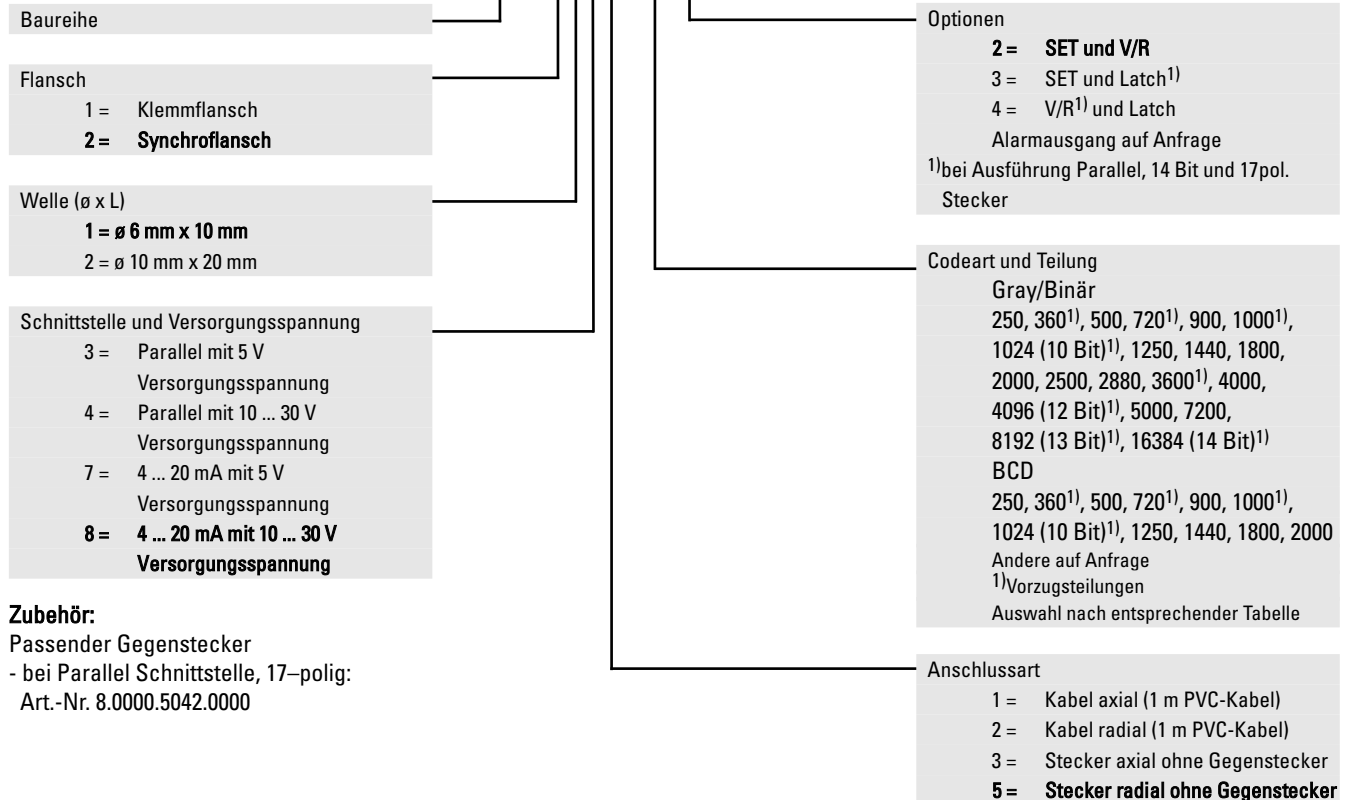 Baureihe
Flansch
1 = Klemmflansch
2 = Synchroflansch
Welle (ø x L)
1 = ø 6 mm x 10 mm
2 = ø 10 mm x 20 mm
Schnittstelle und Versorgungsspannung
3 = Parallel mit 5 V
Versorgungsspannung
4 = Parallel mit 10 ... 30 V
Versorgungsspannung
7 = 4 ... 20 mA mit 5 V
Versorgungsspannung
8 = 4 ... 20 mA mit 10 ... 30 V
Versorgungsspannung
Zubehör:
Passender Gegenstecker
- bei Parallel Schnittstelle, 17–polig:
Art.-Nr. 8.0000.5042.0000
Optionen
2 = SET und V/R
3 = SET und Latch1)
4 = V/R1) und Latch
Alarmausgang auf Anfrage
1)bei Ausführung Parallel, 14 Bit und 17pol.
Stecker
Codeart und Teilung
Gray/Binär
250, 3601), 500, 7201), 900, 10001),
1024 (10 Bit)1), 1250, 1440, 1800,
2000, 2500, 2880, 36001), 4000,
4096 (12 Bit)1), 5000, 7200,
8192 (13 Bit)1), 16384 (14 Bit)1)
BCD
250, 3601), 500, 7201), 900, 10001),
1024 (10 Bit)1), 1250, 1440, 1800, 2000
Andere auf Anfrage
1)Vorzugsteilungen
Auswahl nach entsprechender Tabelle
Anschlussart
1 = Kabel axial (1 m PVC-Kabel)
2 = Kabel radial (1 m PVC-Kabel)
3 = Stecker axial ohne Gegenstecker
5 = Stecker radial ohne Gegenstecker